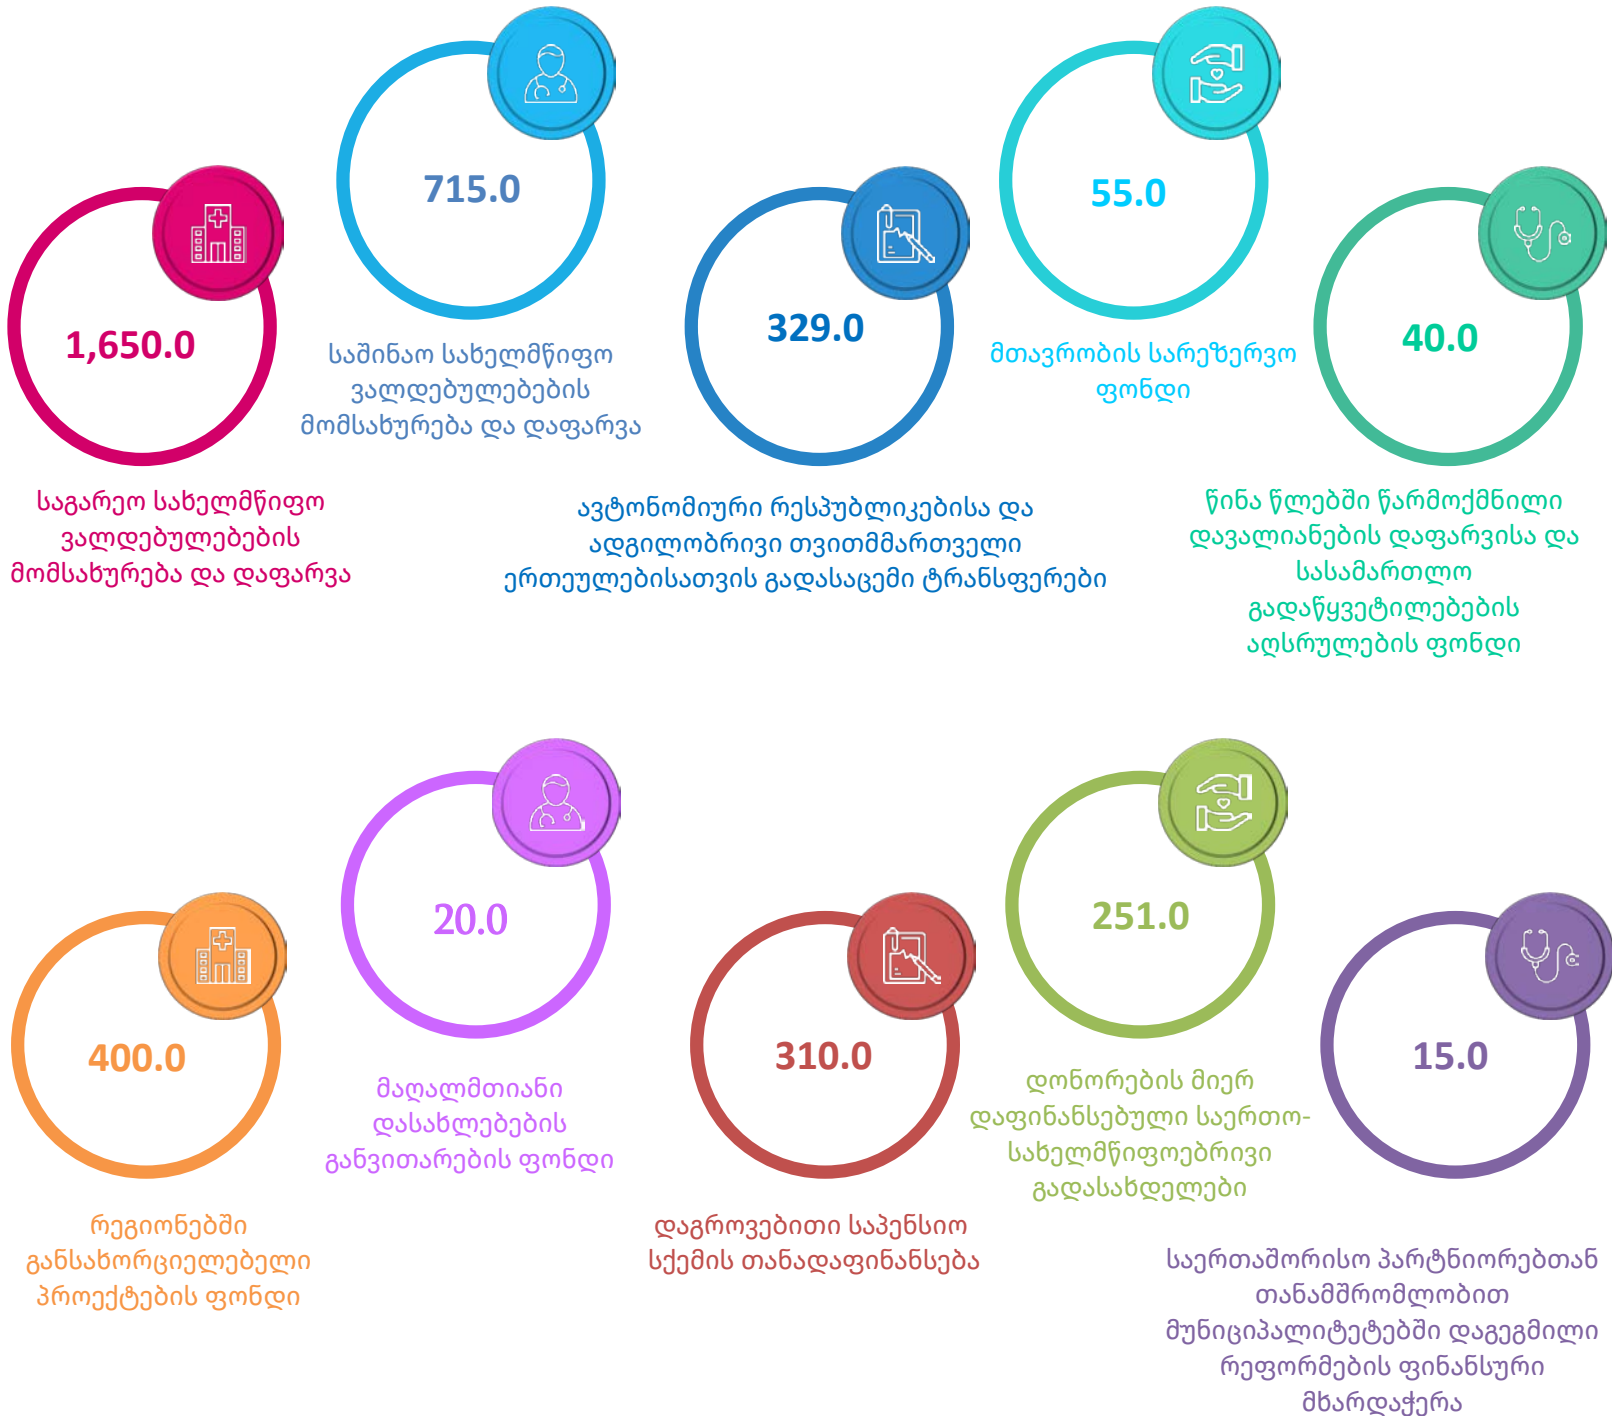 1,650.0
საგარეო სახელმწიფო
ვალდებულებების
მომსახურება და დაფარვა
715.0
საშინაო სახელმწიფო
ვალდებულებების
მომსახურება და დაფარვა
329.0
ავტონომიური რესპუბლიკებისა და
ადგილობრივი თვითმმართველი
ერთეულებისათვის გადასაცემი ტრანსფერები
55.0
მთავრობის სარეზერვო
ფონდი
40.0
წინა წლებში წარმოქმნილი
დავალიანების დაფარვისა და
სასამართლო
გადაწყვეტილებების
აღსრულების ფონდი
400.0
რეგიონებში
განსახორციელებელი
პროექტების ფონდი
20.0
მაღალმთიანი
დასახლებების
განვითარების ფონდი
310.0
დაგროვებითი საპენსიო
სქემის თანადაფინანსება
251.0
დონორების მიერ
დაფინანსებული საერთო-
სახელმწიფოებრივი
გადასახდელები
15.0
საერთაშორისო პარტნიორებთან
თანამშრომლობით
მუნიციპალიტეტებში დაგეგმილი
რეფორმების ფინანსური
მხარდაჭერა